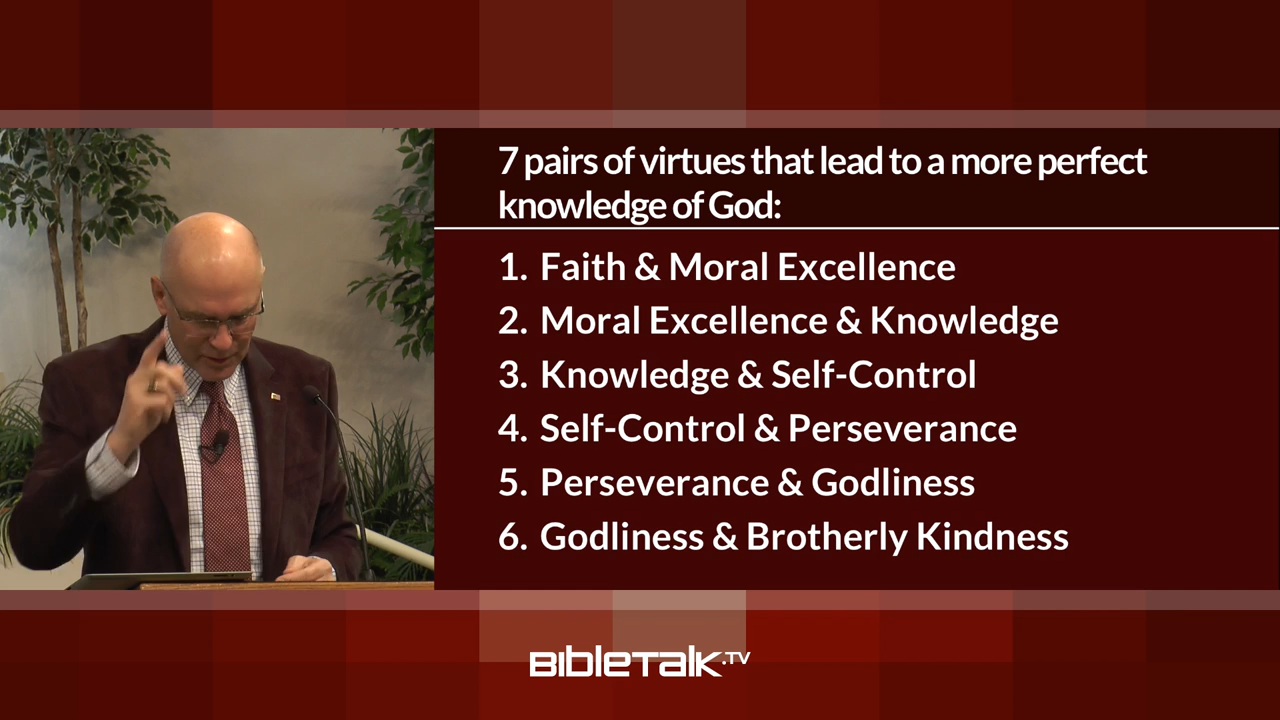 7 pairs of virtues that lead to a more perfect
knowledge of God:
1. Faith & Moral Excellence
2. Moral Excellence & Knowledge
3. Knowledge & Self-Control
4. Self-Control & Perseverance
5. Perseverance & Godliness
6. Godliness & Brotherly Kindness
BIBLETALK.TV